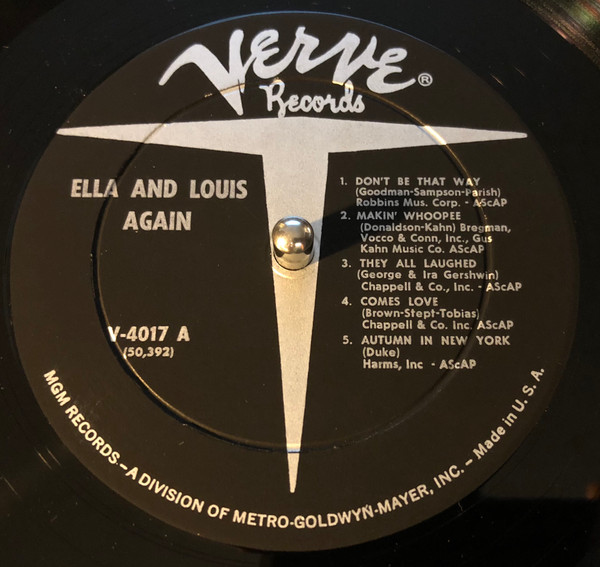 Verve®
Records
ELLA AND LOUIS
AGAIN
V-4017 A
(50,392)
1. DON'T BE THAT WAY
(Goodman-Sampson-Parish)
Robbins Mus. Corp. - AScAP
2. MAKIN' WHOOPEE
(Donaldson-Kahn) Bregman,
Vocco & Conn, Inc., Gus
Kahn Music Co. AScAP
3. THEY ALL LAUGHED
(George & Ira Gershwin)
Chappell & Co., Inc. - AScAP
4. COMES LOVE
(Brown-Stept-Tobias)
Chappell & Co. Inc. AScAP
5. AUTUMN IN NEW YORK
(Duke)
Harms, Inc - AScAP
MGM RECORDS—A DIVISION OF METRO-GOLDWYN-MAYER, INC. — Made in U. S. A.